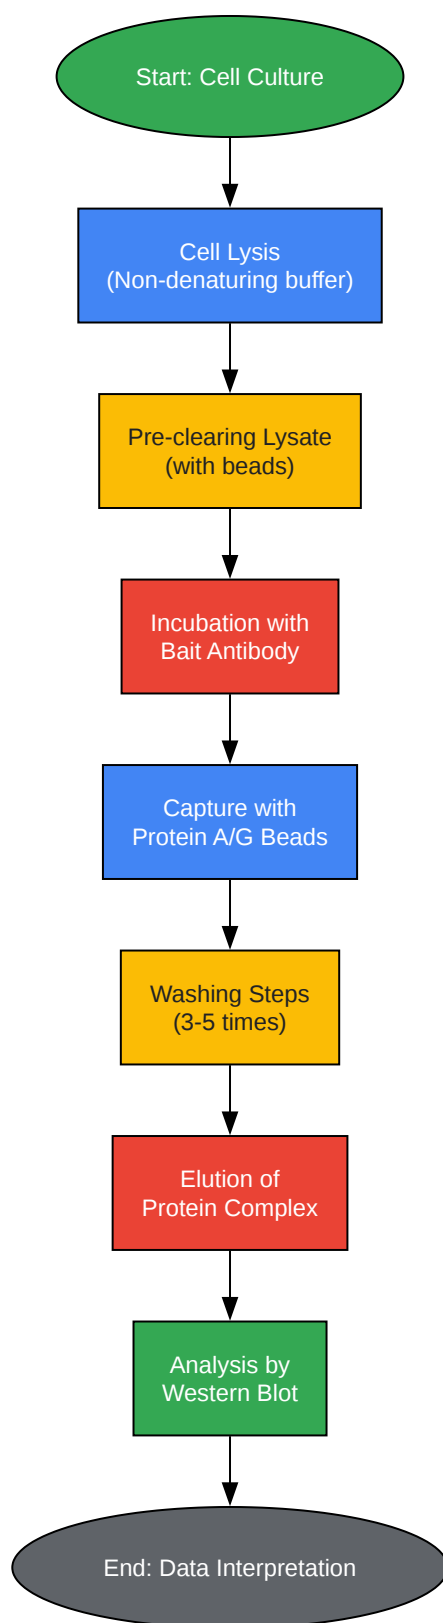 Start: Cell Culture
Cell Lysis
(Non-denaturing buffer)
Pre-clearing Lysate
(with beads)
Incubation with
Bait Antibody
Capture with
Protein A/G Beads
Washing Steps
(3-5 times)
Elution of
Protein Complex
Analysis by
Western Blot
End: Data Interpretation